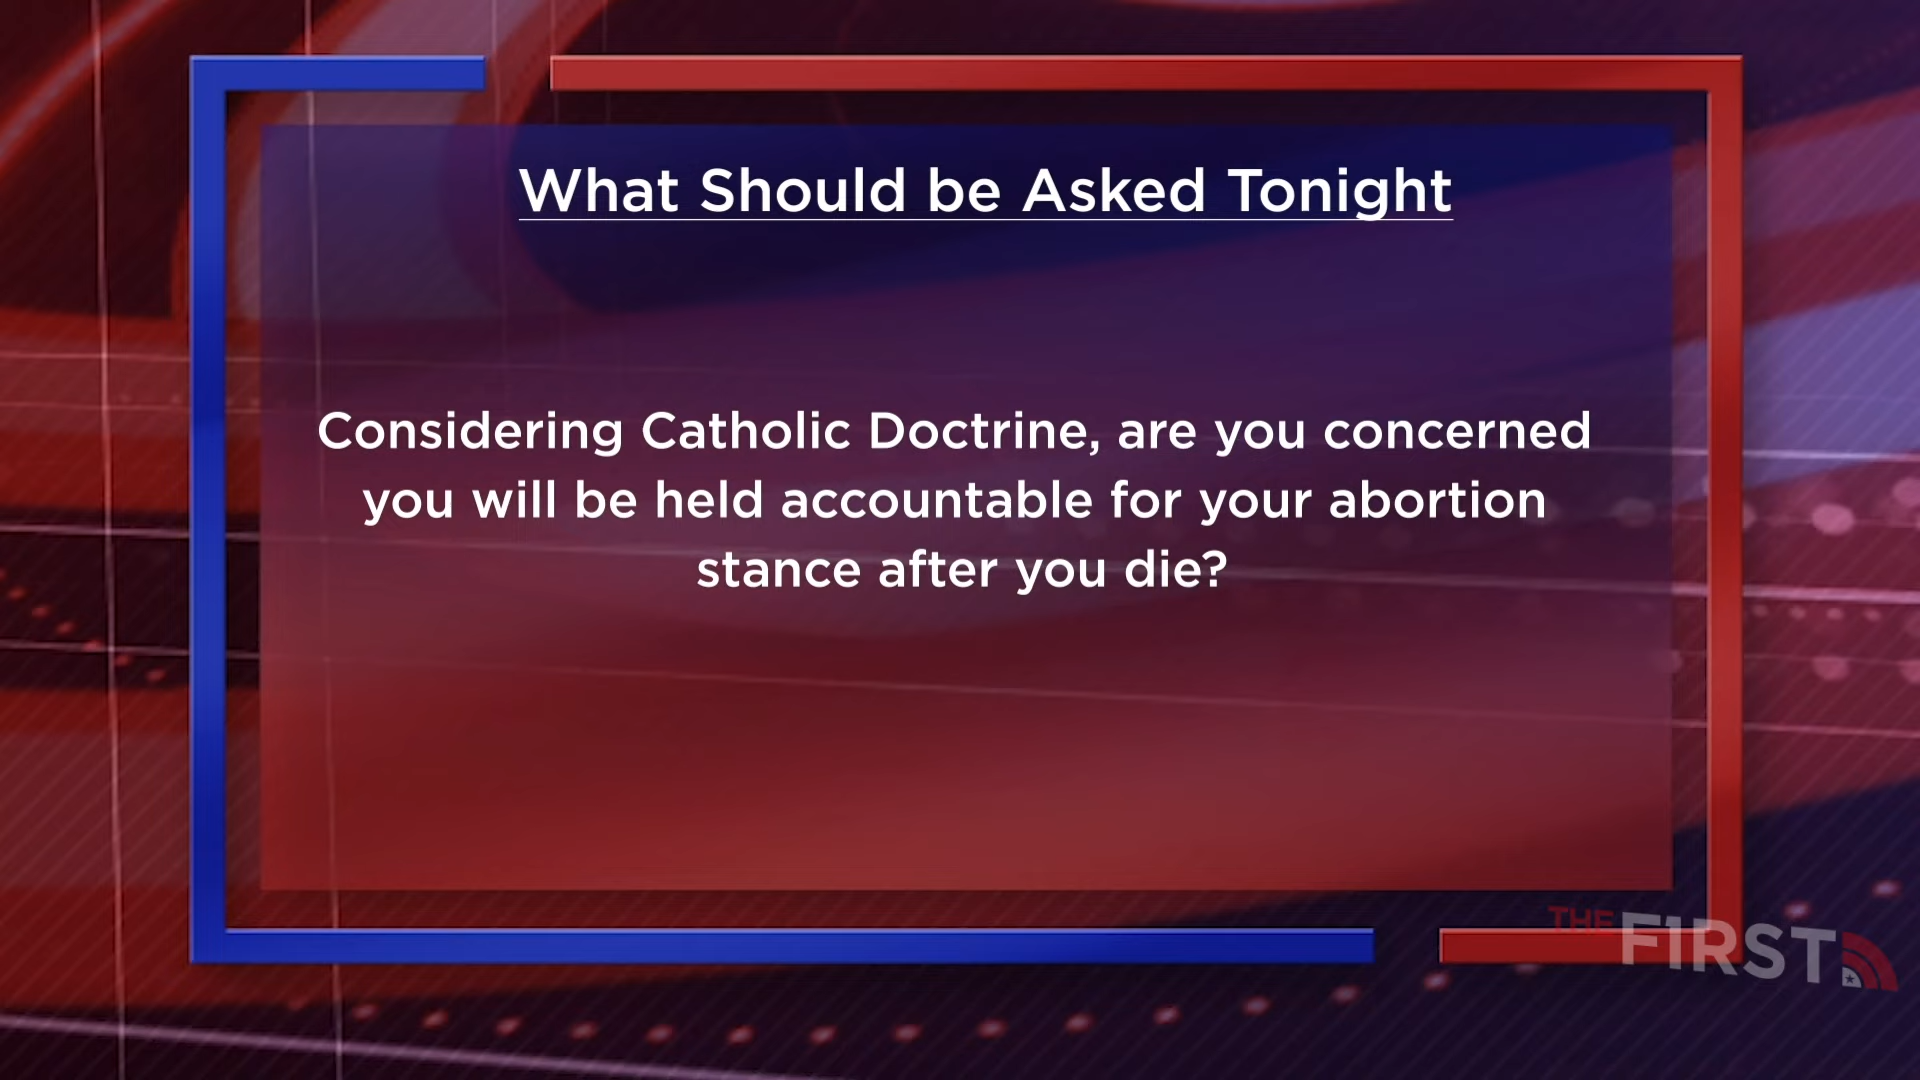 What Should be Asked Tonight
Considering Catholic Doctrine, are you concerned
you will be held accountable for your abortion
stance after you die?
THE FIRST